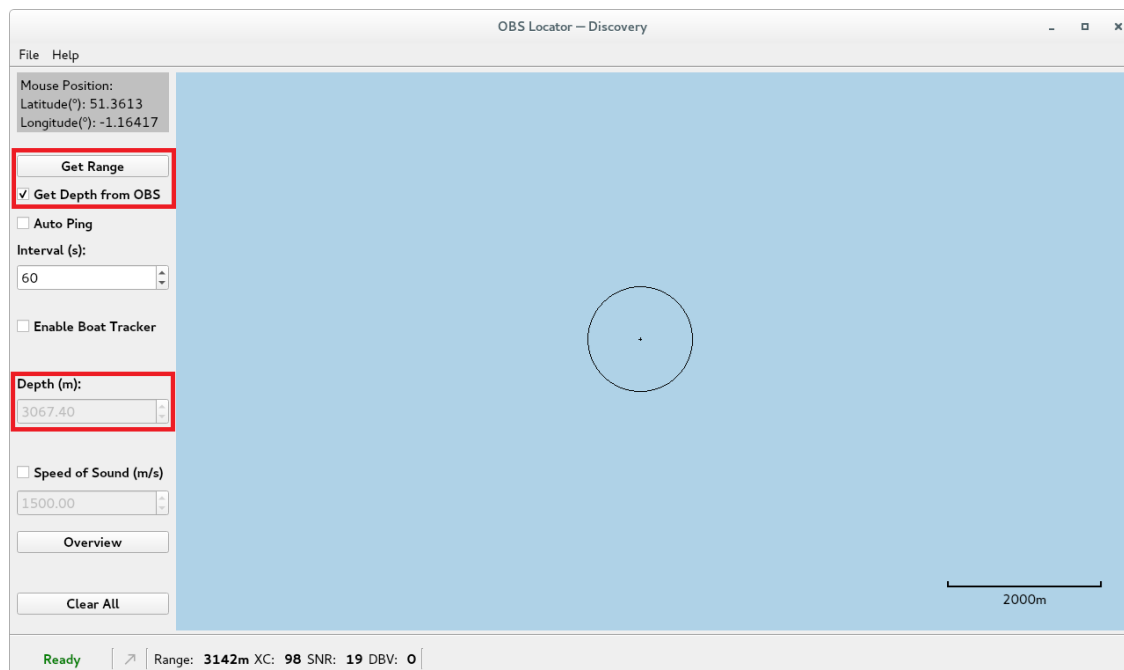 OBS Locator — Discovery
File Help
Mouse Position:
Latitude(°): 51.3613
Longitude(°): -1.16417
Get Range
Get Depth from OBS
Auto Ping
Interval (s):
60
Enable Boat Tracker
Depth (m):
3067.40
Speed of Sound (m/s)
1500.00
Overview
2000m
Clear All
Ready Range: 3142m XC: 98 SNR: 19 DBV: 0